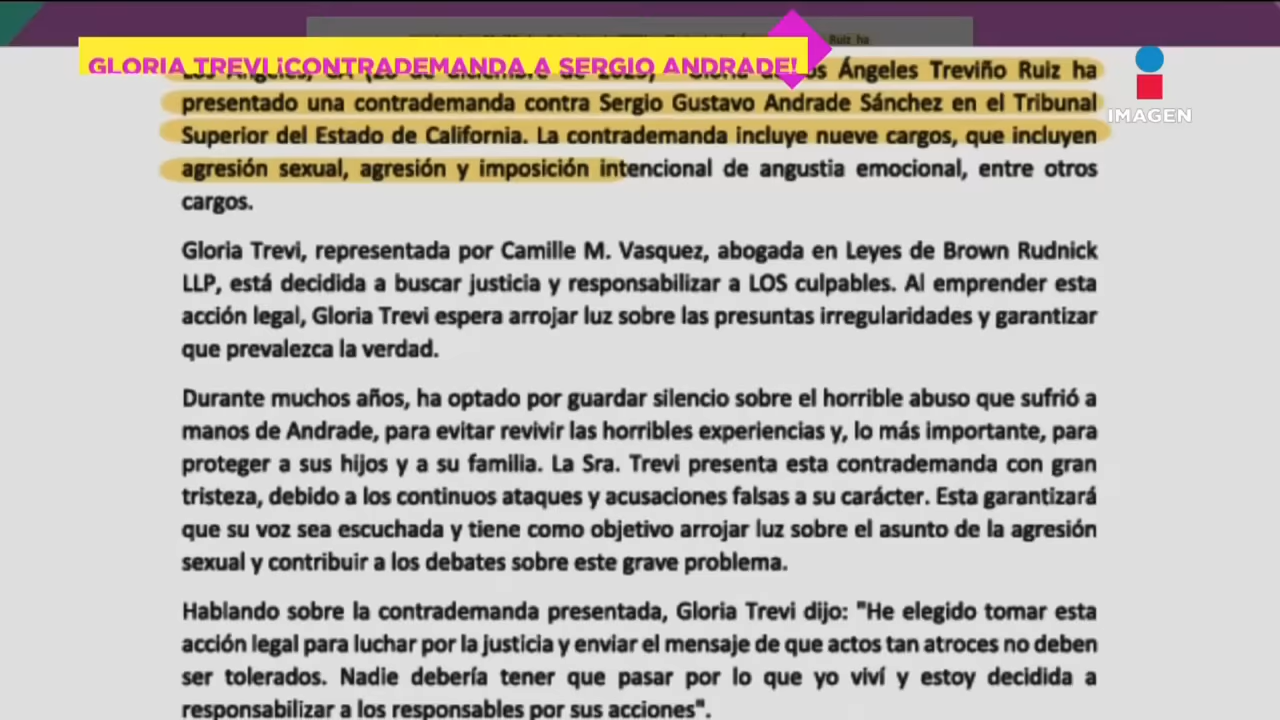 Ruiz ha
GLORIA TREVI ¡CONTRADEMANDA A SERGIO ANDRADE!
Los Ángeles, Ángeles Treviño Ruiz ha
presentado una contrademanda contra Sergio Gustavo Andrade Sánchez en el Tribunal
Superior del Estado de California. La contrademanda incluye nueve cargos, que incluyen
agresión sexual, agresión y imposición intencional de angustia emocional, entre otros
cargos.
IMAGEN
Gloria Trevi, representada por Camille M. Vasquez, abogada en Leyes de Brown Rudnick
LLP, está decidida a buscar justicia y responsabilizar a LOS culpables. Al emprender esta
acción legal, Gloria Trevi espera arrojar luz sobre las presuntas irregularidades y garantizar
que prevalezca la verdad.
Durante muchos años, ha optado por guardar silencio sobre el horrible abuso que sufrió a
manos de Andrade, para evitar revivir las horribles experiencias y, lo más importante, para
proteger a sus hijos y a su familia. La Sra. Trevi presenta esta contrademanda con gran
tristeza, debido a los continuos ataques y acusaciones falsas a su carácter. Esta garantizará
que su voz sea escuchada y tiene como objetivo arrojar luz sobre el asunto de la agresión
sexual y contribuir a los debates sobre este grave problema.
Hablando sobre la contrademanda presentada, Gloria Trevi dijo: "He elegido tomar esta
acción legal para luchar por la justicia y enviar el mensaje de que actos tan atroces no deben
ser tolerados. Nadie debería tener que pasar por lo que yo viví y estoy decidida a
responsabilizar a los responsables por sus acciones".